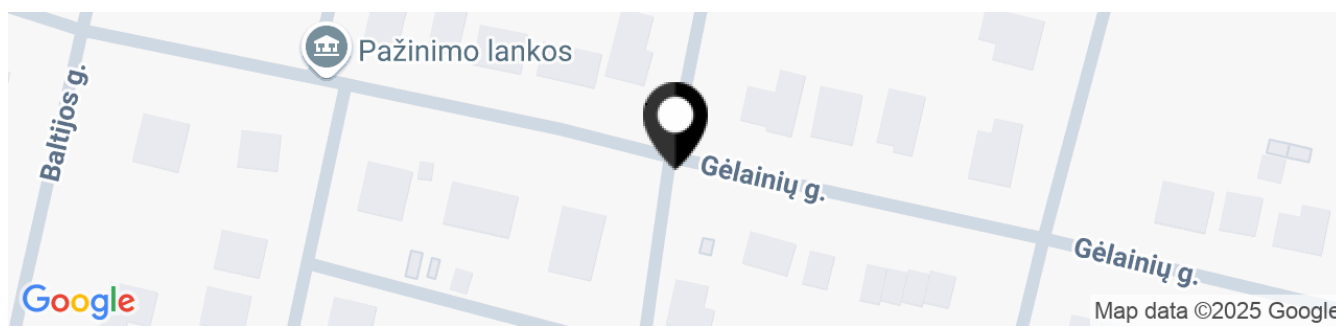 Pažinimo lankos
Baltijos g.
Gėlainių g.
Gėlainių g.
Google
Map data ©2025 Google